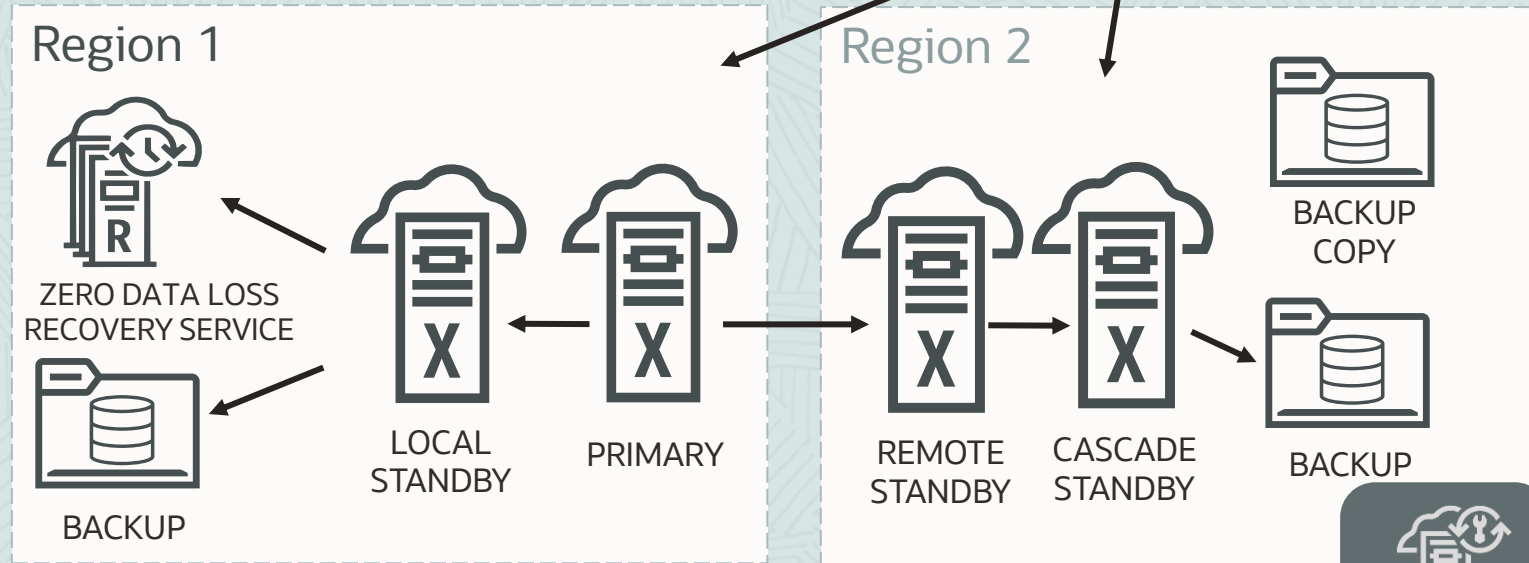 Region 1
R
ZERO DATA LOSS
RECOVERY SERVICE
BACKUP
X
LOCAL
STANDBY
X
PRIMARY
Region 2
X
REMOTE
STANDBY
X
CASCADE
STANDBY
BACKUP
COPY
BACKUP